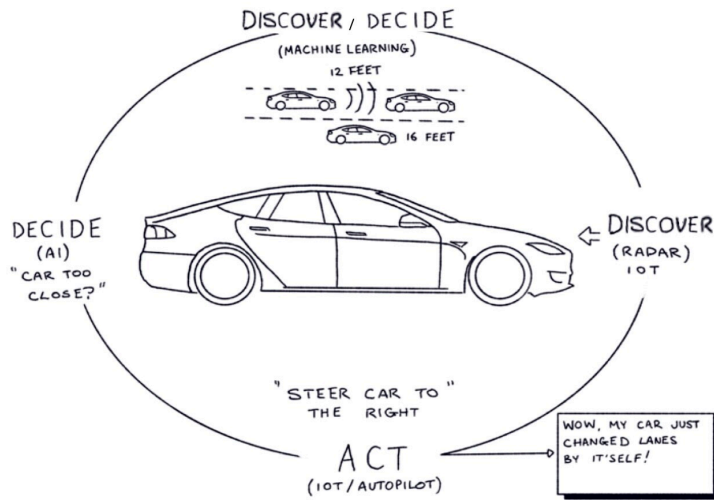 DISCOVER / DECIDE
(MACHINE LEARNING)
12 FEET
16 FEET
DECIDE
(AI)
"CAR TOO
CLOSE?"
DISCOVER
(RADAR)
IOT
"STEER CAR TO"
THE RIGHT
ACT
(IOT/AUTOPILOT)
WOW, MY CAR JUST
CHANGED LANES
BY IT'SELF!